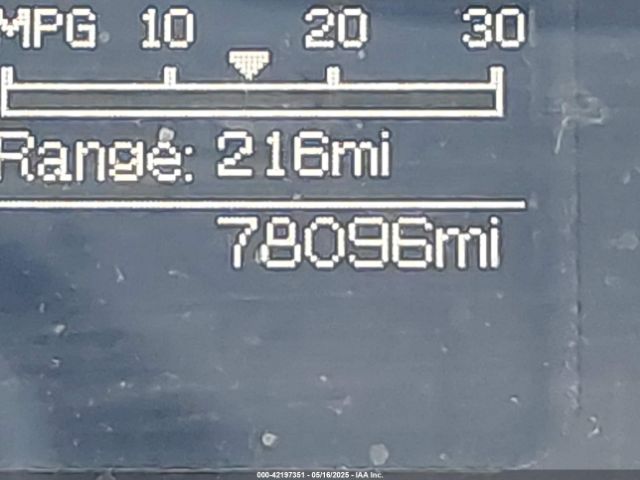 MPG 10 20 30
Range: 216mi
78096mi
000-42197351 - 05/16/2025 - IAA Inc.